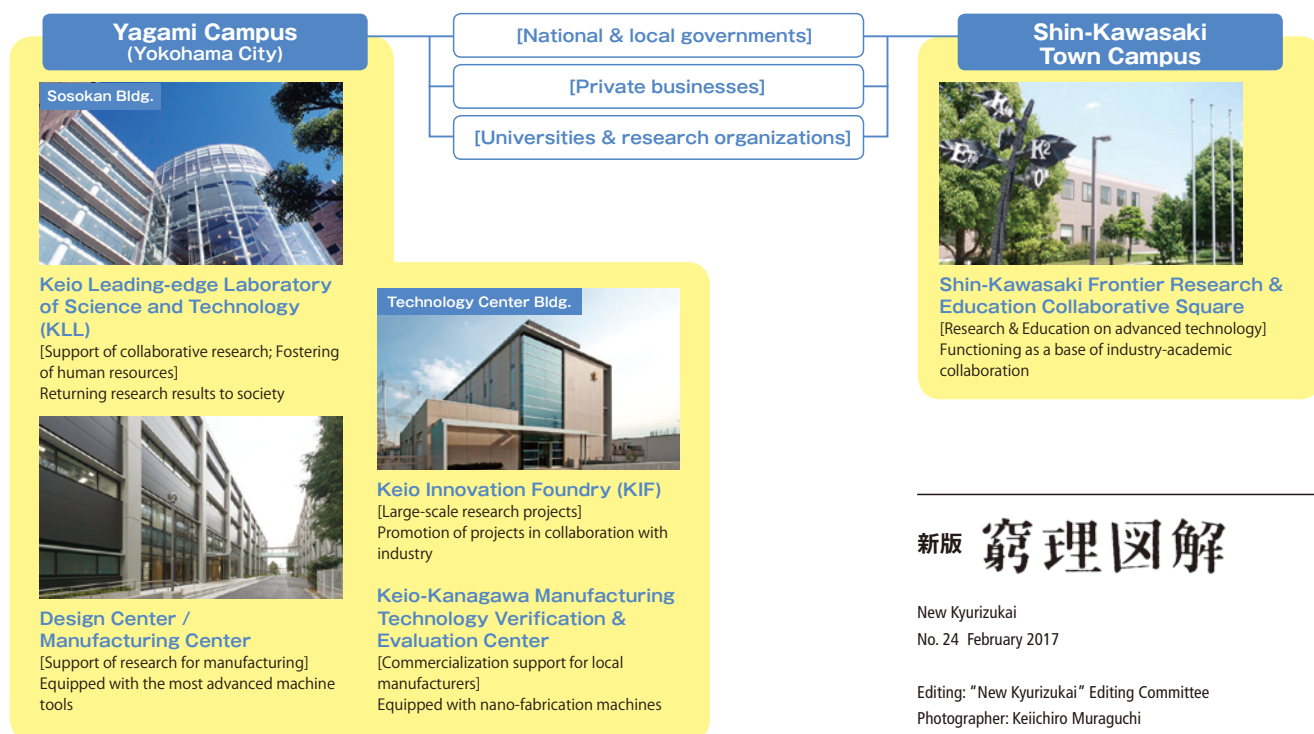 Yagami Campus
(Yokohama City)
[National & local governments]
[Private businesses]
[Universities & research organizations]
Shin-Kawasaki
Town Campus
Sosokan Bldg.
Keio Leading-edge Laboratory
of Science and Technology
(KLL)
[Support of collaborative research; Fostering
of human resources]
Returning research results to society
Design Center /
Manufacturing Center
[Support of research for manufacturing]
Equipped with the most advanced machine
tools
Technology Center Bldg.
Keio Innovation Foundry (KIF)
[Large-scale research projects]
Promotion of projects in collaboration with
industry
Keio-Kanagawa Manufacturing
Technology Verification &
Evaluation Center
[Commercialization support for local
manufacturers]
Equipped with nano-fabrication machines
K
E
K²
O
Shin-Kawasaki Frontier Research &
Education Collaborative Square
[Research & Education on advanced technology]
Functioning as a base of industry-academic
collaboration
新版 窮理図解
New Kyurizukai
No. 24 February 2017
Editing: “New Kyurizukai” Editing Committee
Photographer: Keiichiro Muraguchi